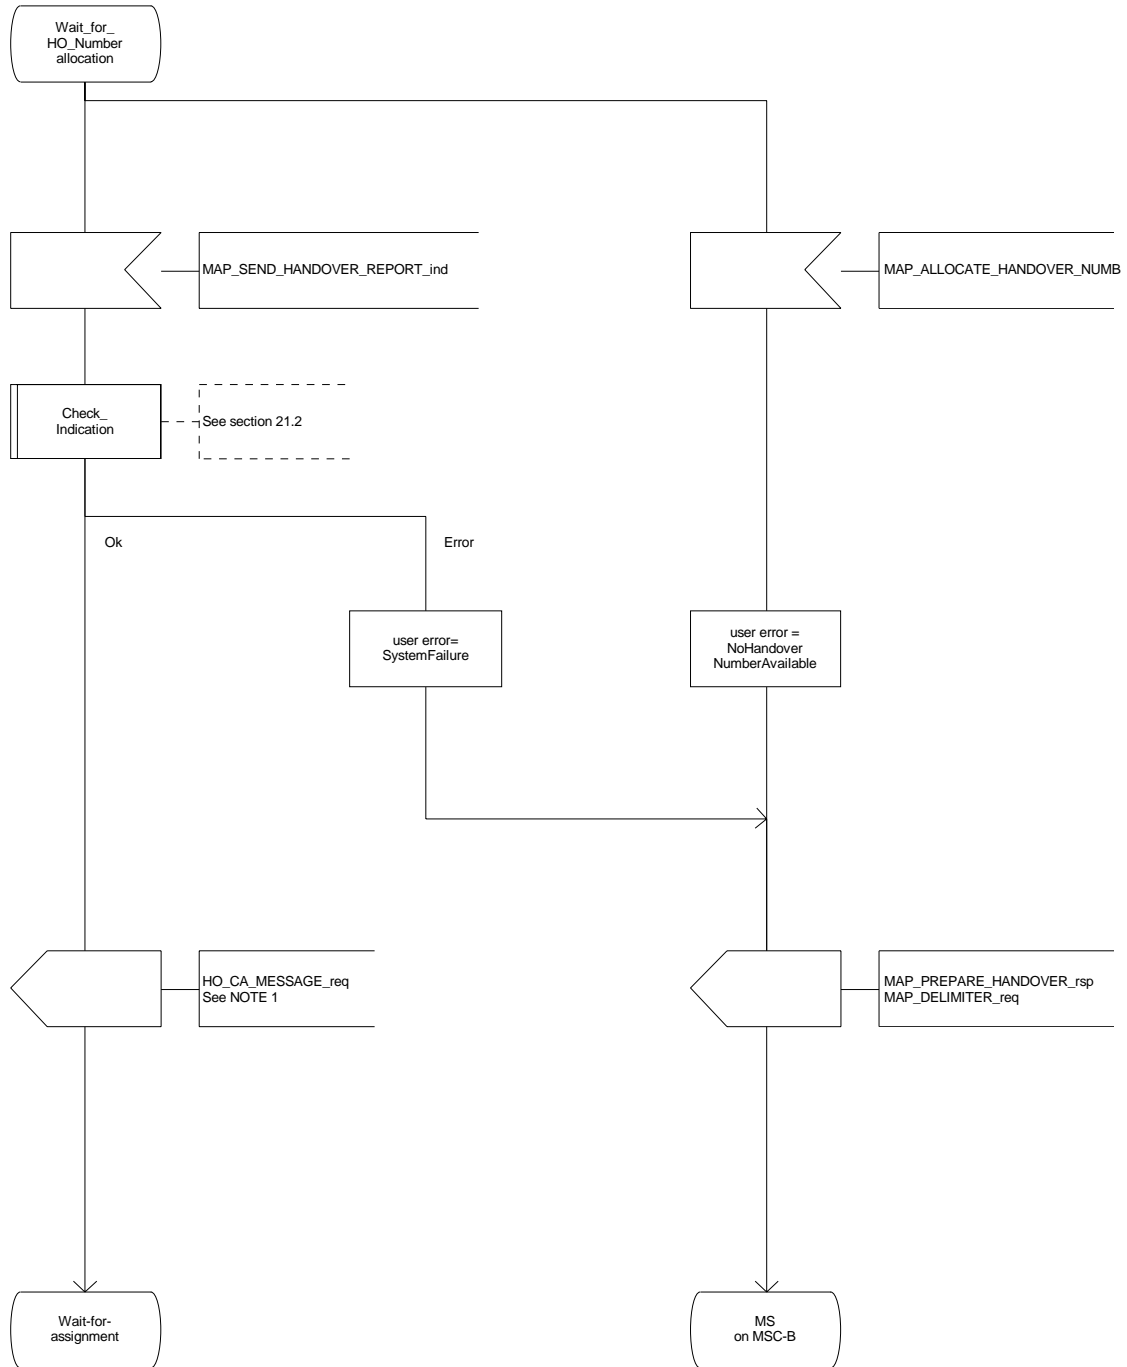 Wait_for_
HO_Number
allocation
MAP_SEND_HANDOVER_REPORT_ind
MAP_ALLOCATE_HANDOVER_NUMB
Check_
Indication
See section 21.2
Ok
Error
user error=
SystemFailure
user error =
NoHandover
NumberAvailable
HO_CA_MESSAGE_req
See NOTE 1
MAP_PREPARE_HANDOVER_rsp
MAP_DELIMITER_req
Wait-for-
assignment
MS
on MSC-B